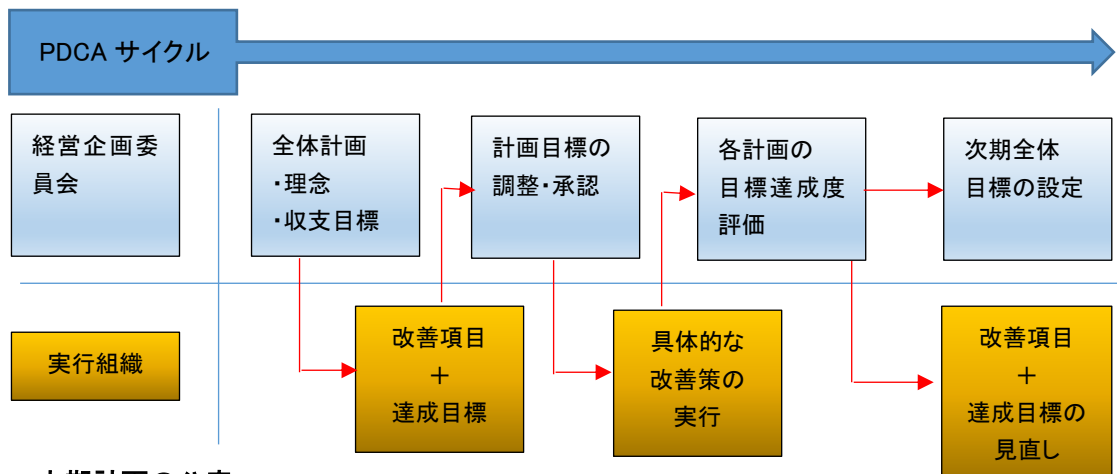 PDCA サイクル
経営企画委
員会
全体計画
・理念
・収支目標
計画目標の
調整・承認
各計画の
目標達成度
評価
次期全体
目標の設定
実行組織
改善項目
＋
達成目標
具体的な
改善策の
実行
改善項目
＋
達成目標の
見直し